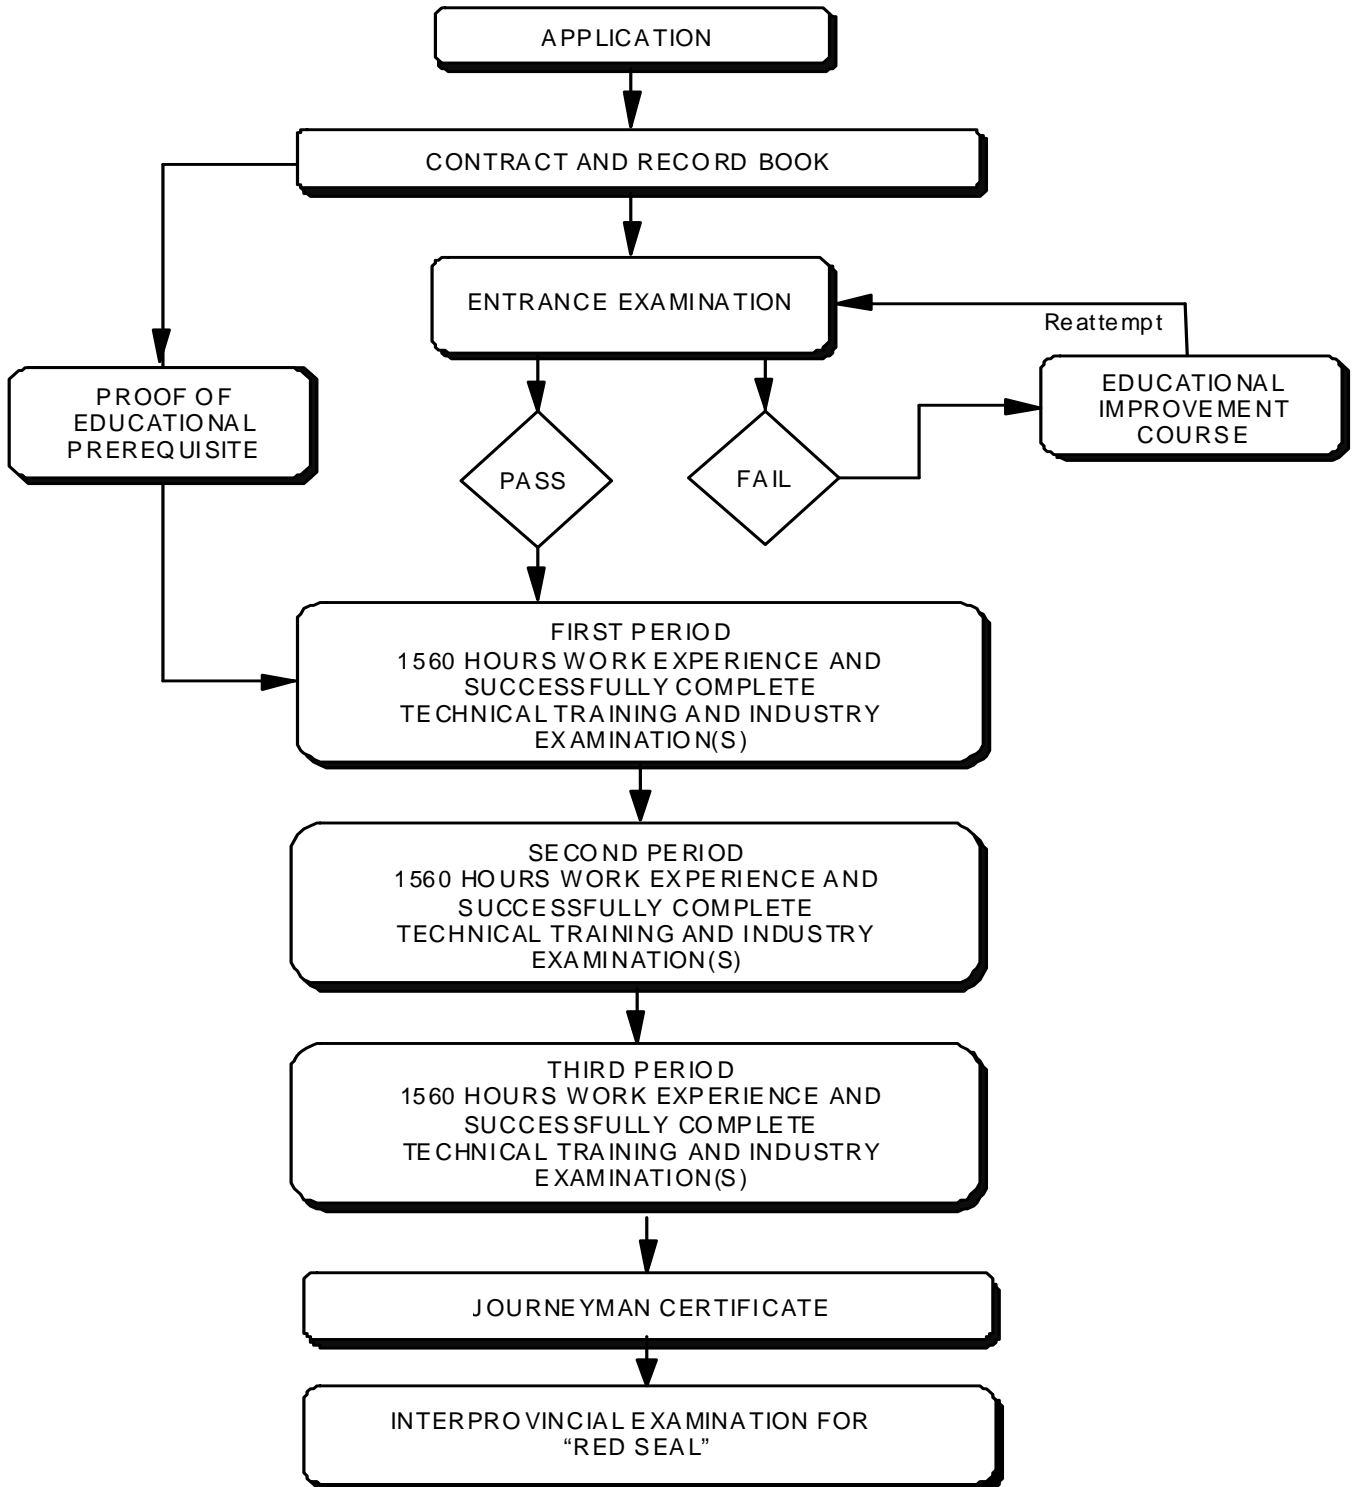 APPLICATION
CONTRACT AND RECORD BOOK
ENTRANCE EXAMINATION
Reattempt
PROOF OF
EDUCATIONAL
PREREQUISITE
EDUCATIONAL
IMPROVEMENT
COURSE
PASS
FAIL
FIRST PERIOD
1560 HOURS WORK EXPERIENCE AND
SUCCESSFULLY COMPLETE
TECHNICAL TRAINING AND INDUSTRY
EXAMINATION(S)
SECOND PERIOD
1560 HOURS WORK EXPERIENCE AND
SUCCESSFULLY COMPLETE
TECHNICAL TRAINING AND INDUSTRY
EXAMINATION(S)
THIRD PERIOD
1560 HOURS WORK EXPERIENCE AND
SUCCESSFULLY COMPLETE
TECHNICAL TRAINING AND INDUSTRY
EXAMINATION(S)
JOURNEYMAN CERTIFICATE
INTERPROVINCIAL EXAMINATION FOR
“RED SEAL”